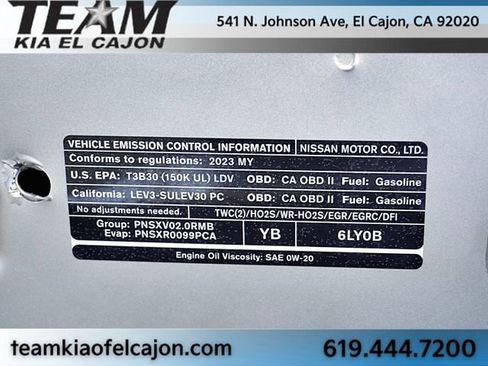 TEAM
KIA EL CAJON
541 N. Johnson Ave, El Cajon, CA 92020
VEHICLE EMISSION CONTROL INFORMATION NISSAN MOTOR CO., LTD.
Conforms to regulations: 2023 MY
U.S. EPA: T3B30 (150K UL) LDV OBD: CA OBD II Fuel: Gasoline
California: LEV3-SULEV30 PC OBD: CA OBD II Fuel: Gasoline
No adjustments needed. TWC(2)/HO2S/WR-HO2S/EGR/EGRC/DFI
Group: PNSXV02.0RMB
Evap: PNSXR0099PCA
YB 6LY0B
Engine Oil Viscosity: SAE 0W-20
teamkiaofelcajon.com 619.444.7200